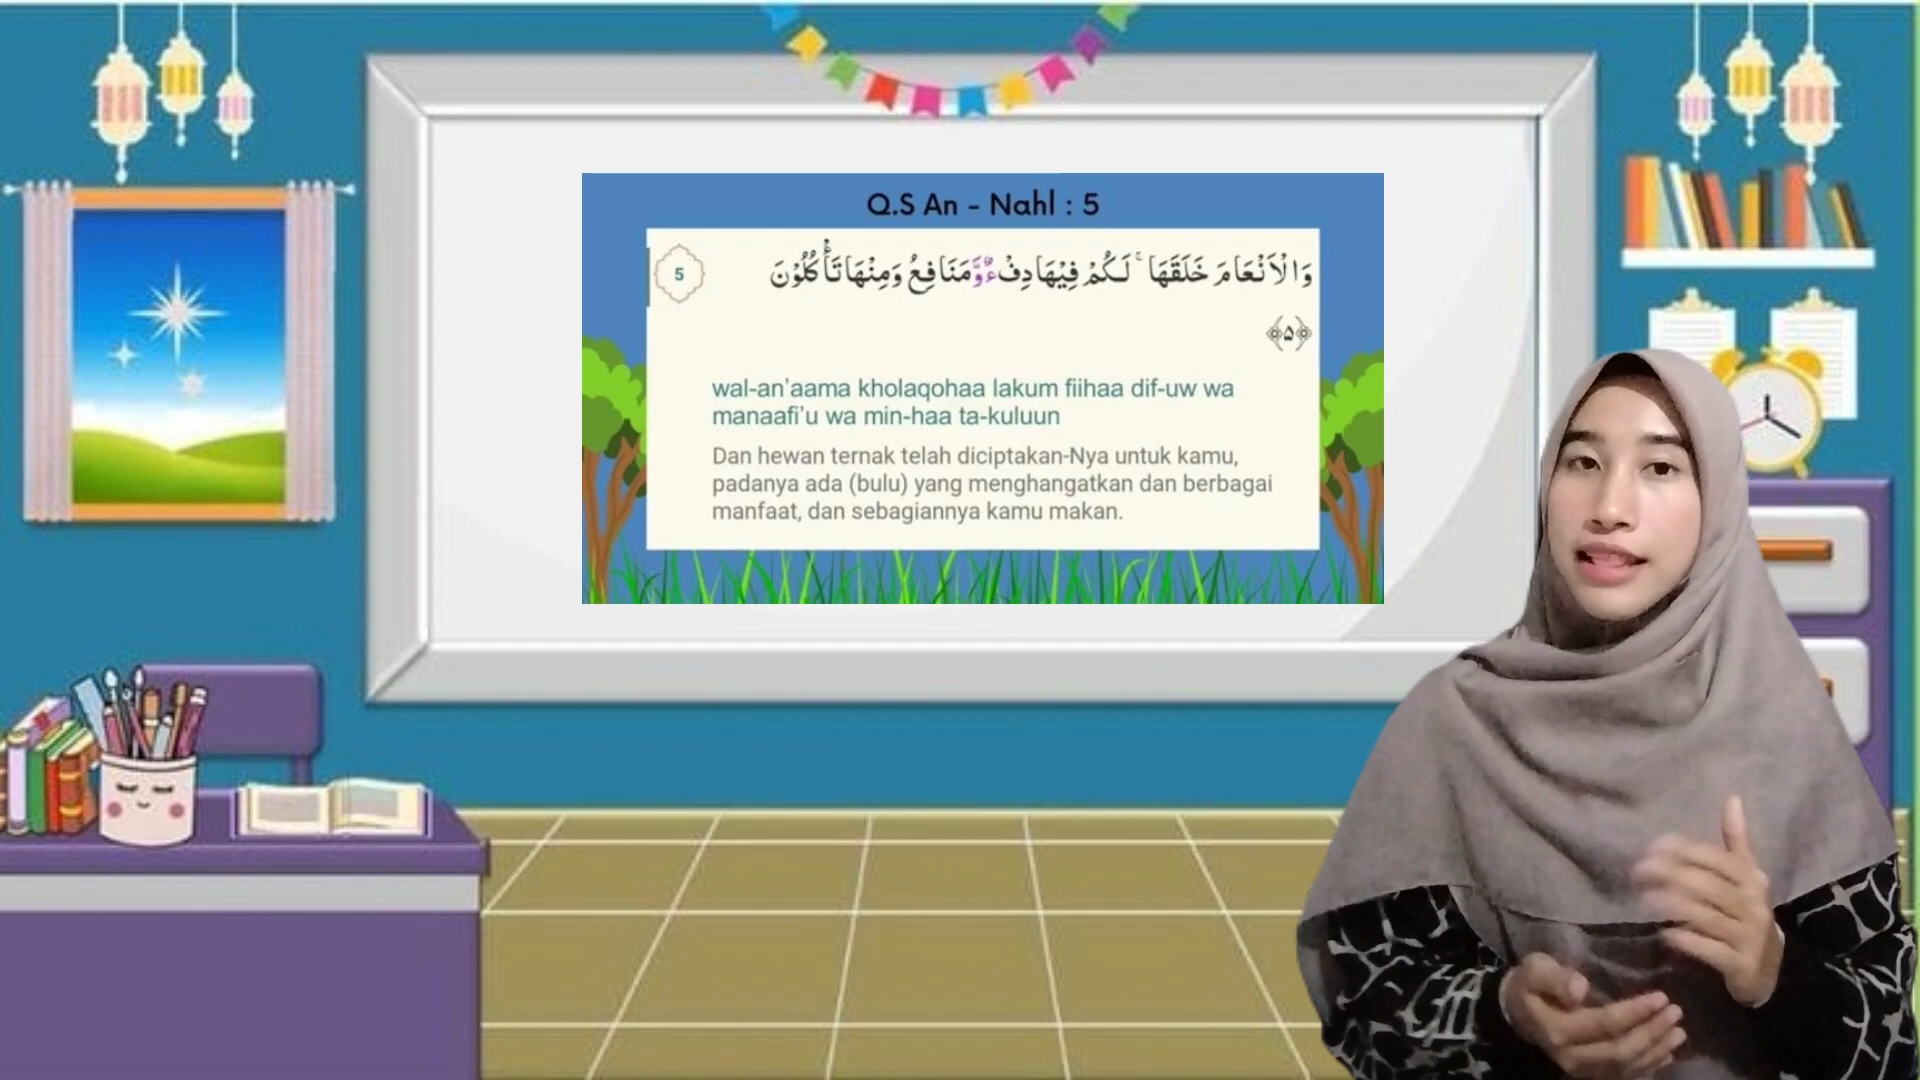 Q.S An - Nahl : 5
وَالْاَنْعَامَ خَلَقَهَا ۚ لَكُمْ فِيْهَا دِفْءٌ وَّمَنَافِعُ وَمِنْهَا تَأْكُلُوْنَ
5
﴿۵﴾
wal-an'aama kholaqohaa lakum fiihaa dif-uw wa
manaafi'u wa min-haa ta-kuluun
Dan hewan ternak telah diciptakan-Nya untuk kamu,
padanya ada (bulu) yang menghangatkan dan berbagai
manfaat, dan sebagiannya kamu makan.